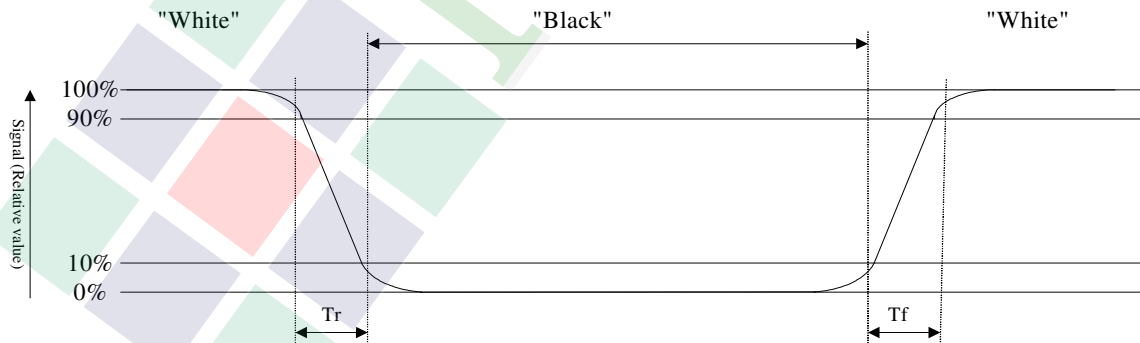 "White" "Black" "White"
100%
90%
Signal (Relative value)
10%
0%
Tr Tf